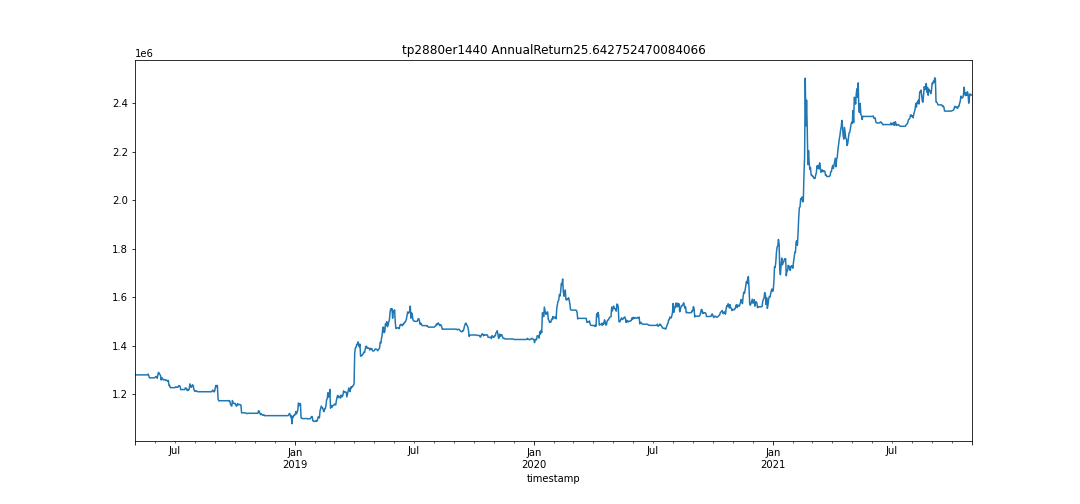 tp2880er1440 AnnualReturn25.642752470084066
1e6
2.4
2.2
2.0
1.8
1.6
1.4
1.2
Jul
Jan
2019
Jul
Jan
2020
Jul
Jan
2021
Jul
timestamp